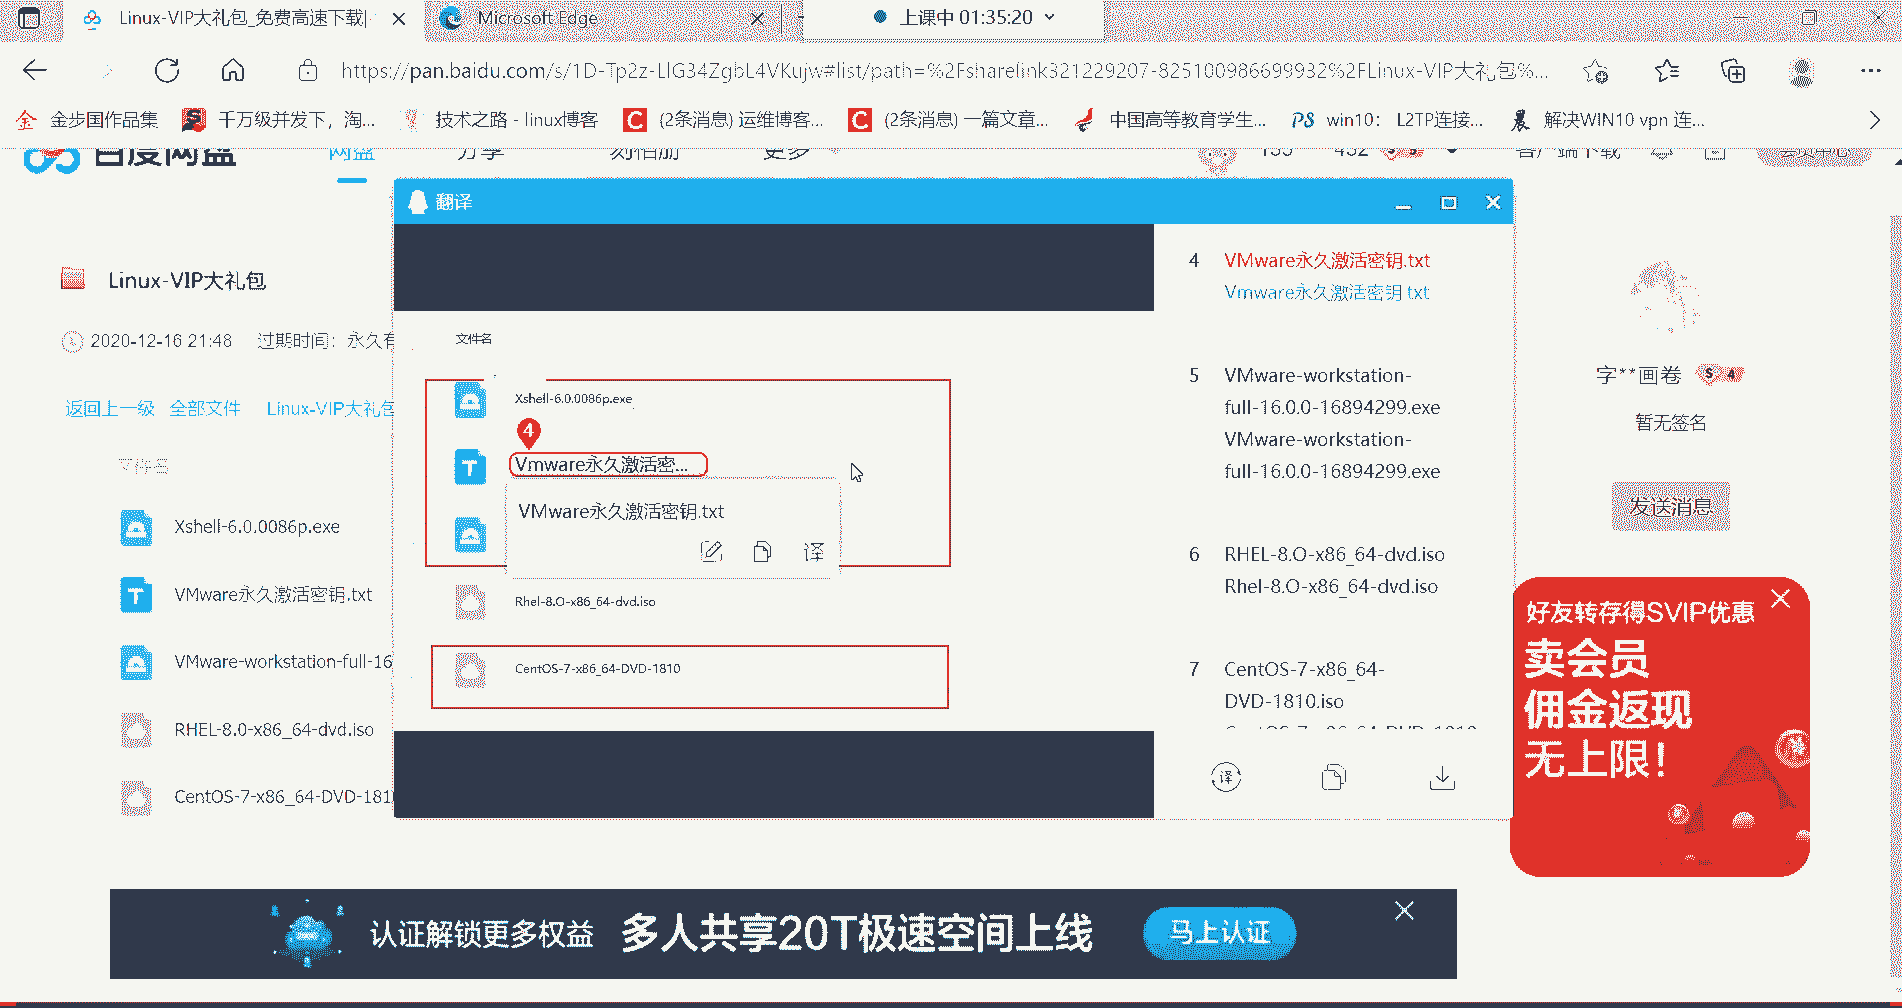 Linux-VIP大礼包_免费高速下载|
Microsoft Edge
上课中 01:35:20
https://pan.baidu.com/s/1D-Tp2z-LlG34ZgbL4VKujw#list/path=%2Fsharelink321229207-825100986699932%2FLinux-VIP大礼包%...
金步国作品集
千万级并发下，淘...
技术之路 - linux博客
(2条消息) 运维博客...
(2条消息) 一篇文章...
中国高等教育学生...
win10： L2TP连接...
解决WIN10 vpn 连...
百度网盘
网盘
分享
更多
客户端下载
翻译
Linux-VIP大礼包
2020-12-16 21:48
过期时间：永久有
返回上一级
全部文件
Linux-VIP大礼包
文件名
Xshell-6.0.0086p.exe
VMware永久激活密钥.txt
VMware-workstation-full-16
RHEL-8.0-x86_64-dvd.iso
CentOS-7-x86_64-DVD-181
文件名
Xshell-6.0.0086p.exe
4
Vmware永久激活密...
VMware永久激活密钥.txt
译
Rhel-8.O-x86_64-dvd.iso
CentOS-7-x86_64-DVD-1810
4 VMware永久激活密钥.txt
Vmware永久激活密钥 txt
5 VMware-workstation-
full-16.0.0-16894299.exe
VMware-workstation-
full-16.0.0-16894299.exe
6 RHEL-8.O-x86_64-dvd.iso
Rhel-8.O-x86_64-dvd.iso
7 CentOS-7-x86_64-
DVD-1810.iso
译
字**画卷
暂无签名
发送消息
好友转存得SVIP优惠
卖会员
佣金返现
无上限！
认证解锁更多权益
多人共享20T极速空间上线
马上认证